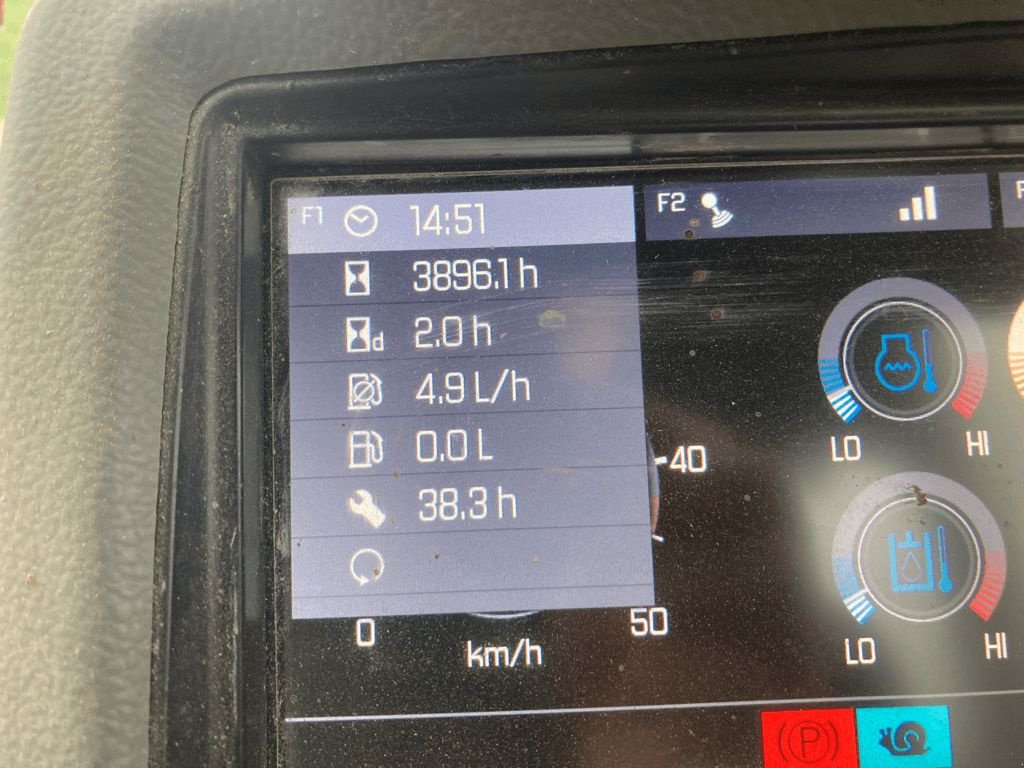 F1 14:51
F2
F
3896.1 h
d 2.0 h
4.9 L/h
0.0 L
38.3 h
40
LO HI
0 50
km/h
LO HI
P